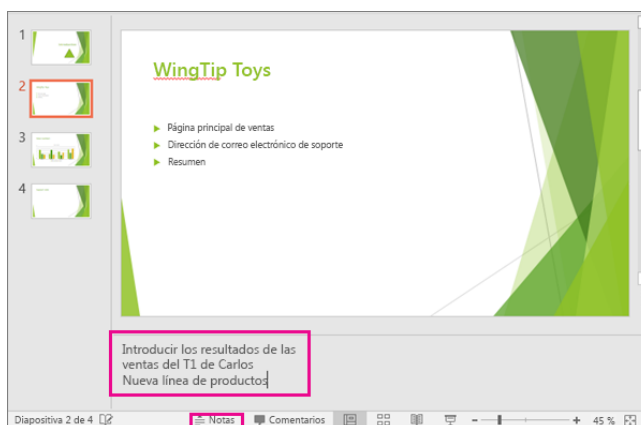 1
2
3
4
WingTip Toys
Página principal de ventas
Dirección de correo electrónico de soporte
Resumen
Introducir los resultados de las
ventas del T1 de Carlos
Nueva línea de productos
Diapositiva 2 de 4 Notas Comentarios 45 %